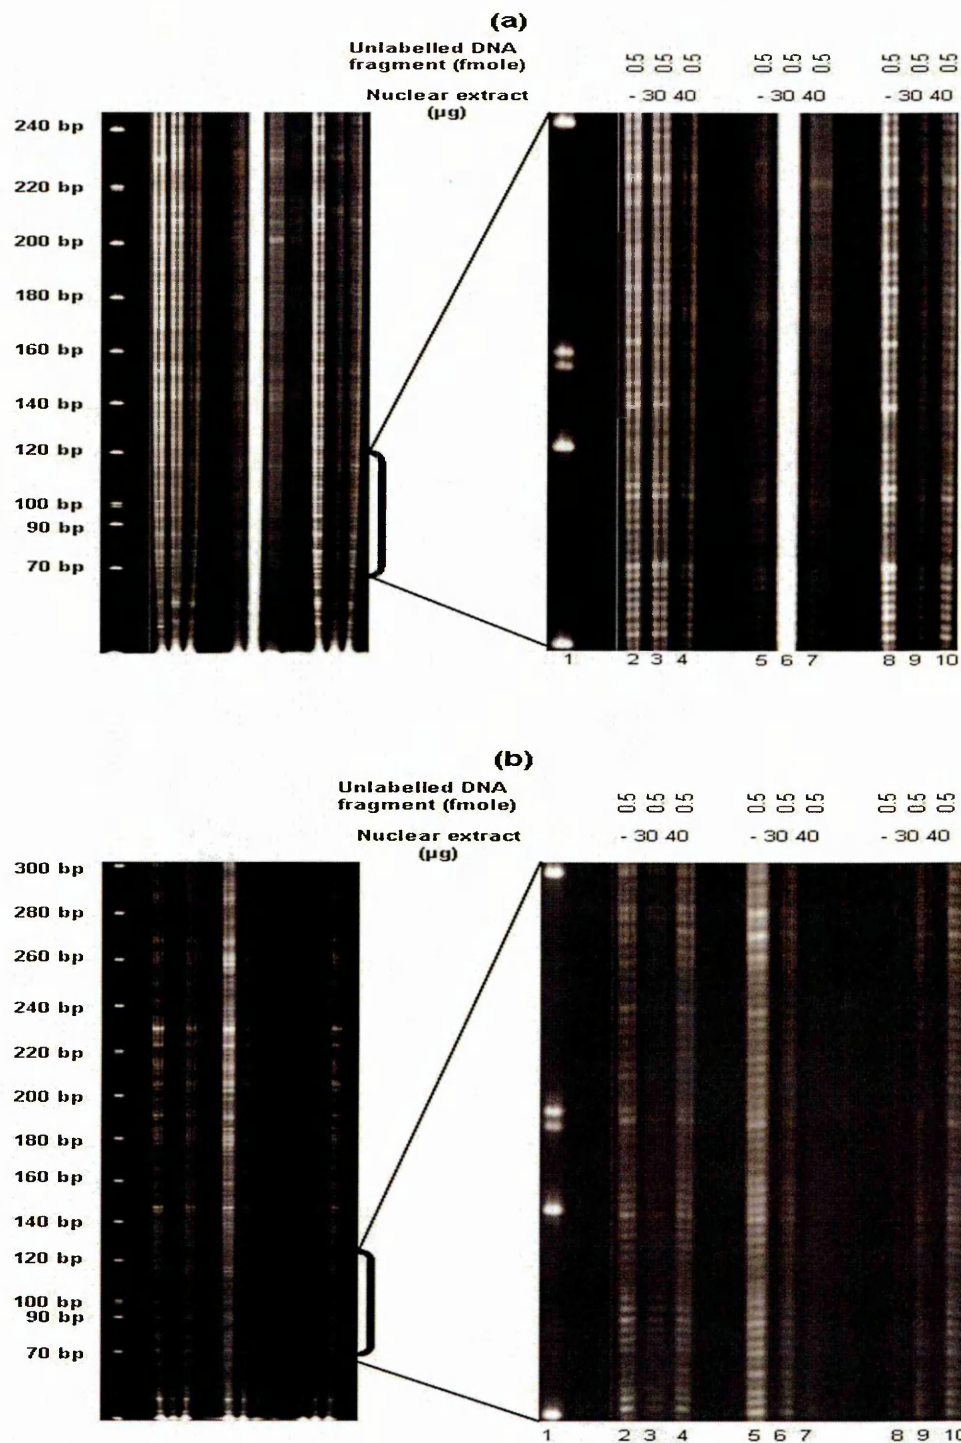 (a)
Unlabelled DNA
fragment (fmole)
0.5 0.5 0.5 0.5 0.5 0.5 0.5 0.5 0.5
Nuclear extract
(µg)
- 30 40 - 30 40 - 30 40
240 bp
220 bp
200 bp
180 bp
160 bp
140 bp
120 bp
100 bp
90 bp
70 bp
1 2 3 4 5 6 7 8 9 10
(b)
Unlabelled DNA
fragment (fmole)
0.5 0.5 0.5 0.5 0.5 0.5 0.5 0.5 0.5
Nuclear extract
(µg)
- 30 40 - 30 40 - 30 40
300 bp
280 bp
260 bp
240 bp
220 bp
200 bp
180 bp
160 bp
140 bp
120 bp
100 bp
90 bp
70 bp
1 2 3 4 5 6 7 8 9 10